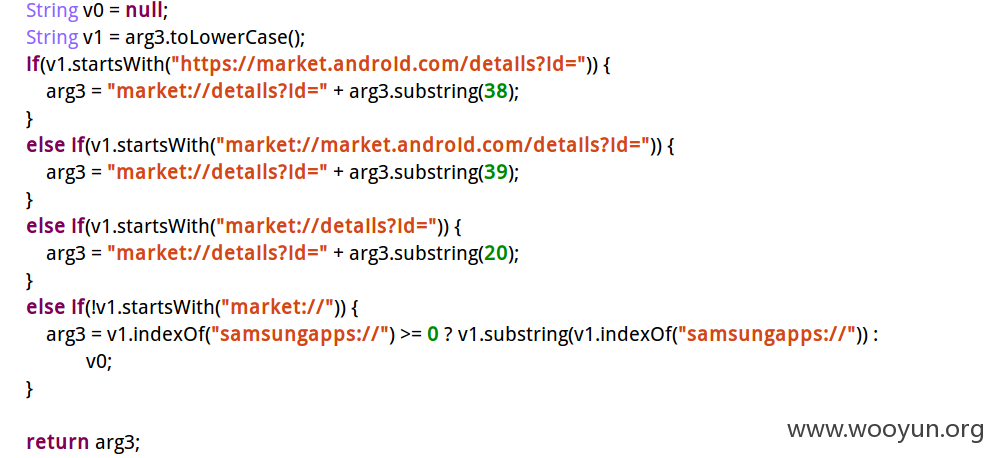 String v0 = null;
String v1 = arg3.toLowerCase();
If(v1.startsWith("https://market.androId.com/detaIls?Id=")) {
arg3 = "market://detaIls?Id=" + arg3.substring(38);
}
else If(v1.startsWith("market://market.androId.com/detaIls?Id=")) {
arg3 = "market://detaIls?Id=" + arg3.substring(39);
}
else If(v1.startsWith("market://detaIls?Id=")) {
arg3 = "market://detaIls?Id=" + arg3.substring(20);
}
else If(!v1.startsWith("market://")) {
arg3 = v1.indexOf("samsungapps://") >= 0 ? v1.substring(v1.indexOf("samsungapps://")) :
v0;
}
return arg3;
www.wooyun.org